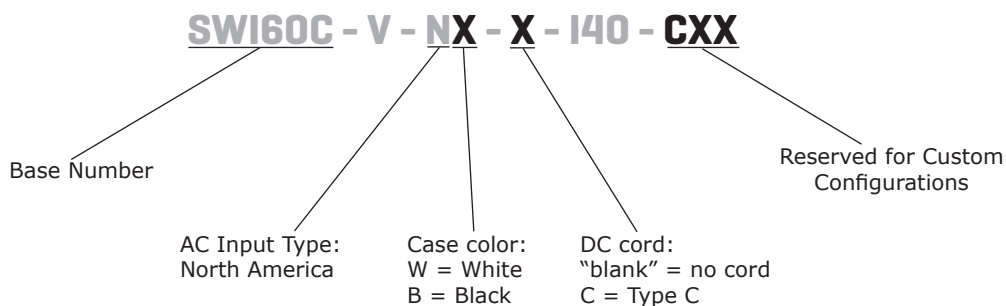 SWI60C - V - NX - X - I40 - CXX
Base Number
Reserved for Custom
Configurations
AC Input Type:
North America
Case color:
W = White
B = Black
DC cord:
“blank” = no cord
C = Type C